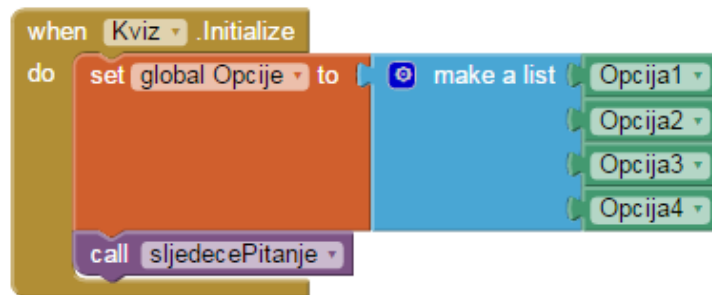 when Kviz .Initialize
do set global Opcije to make a list Opcija1
Opcija2
Opcija3
Opcija4
call sljedecePitanje